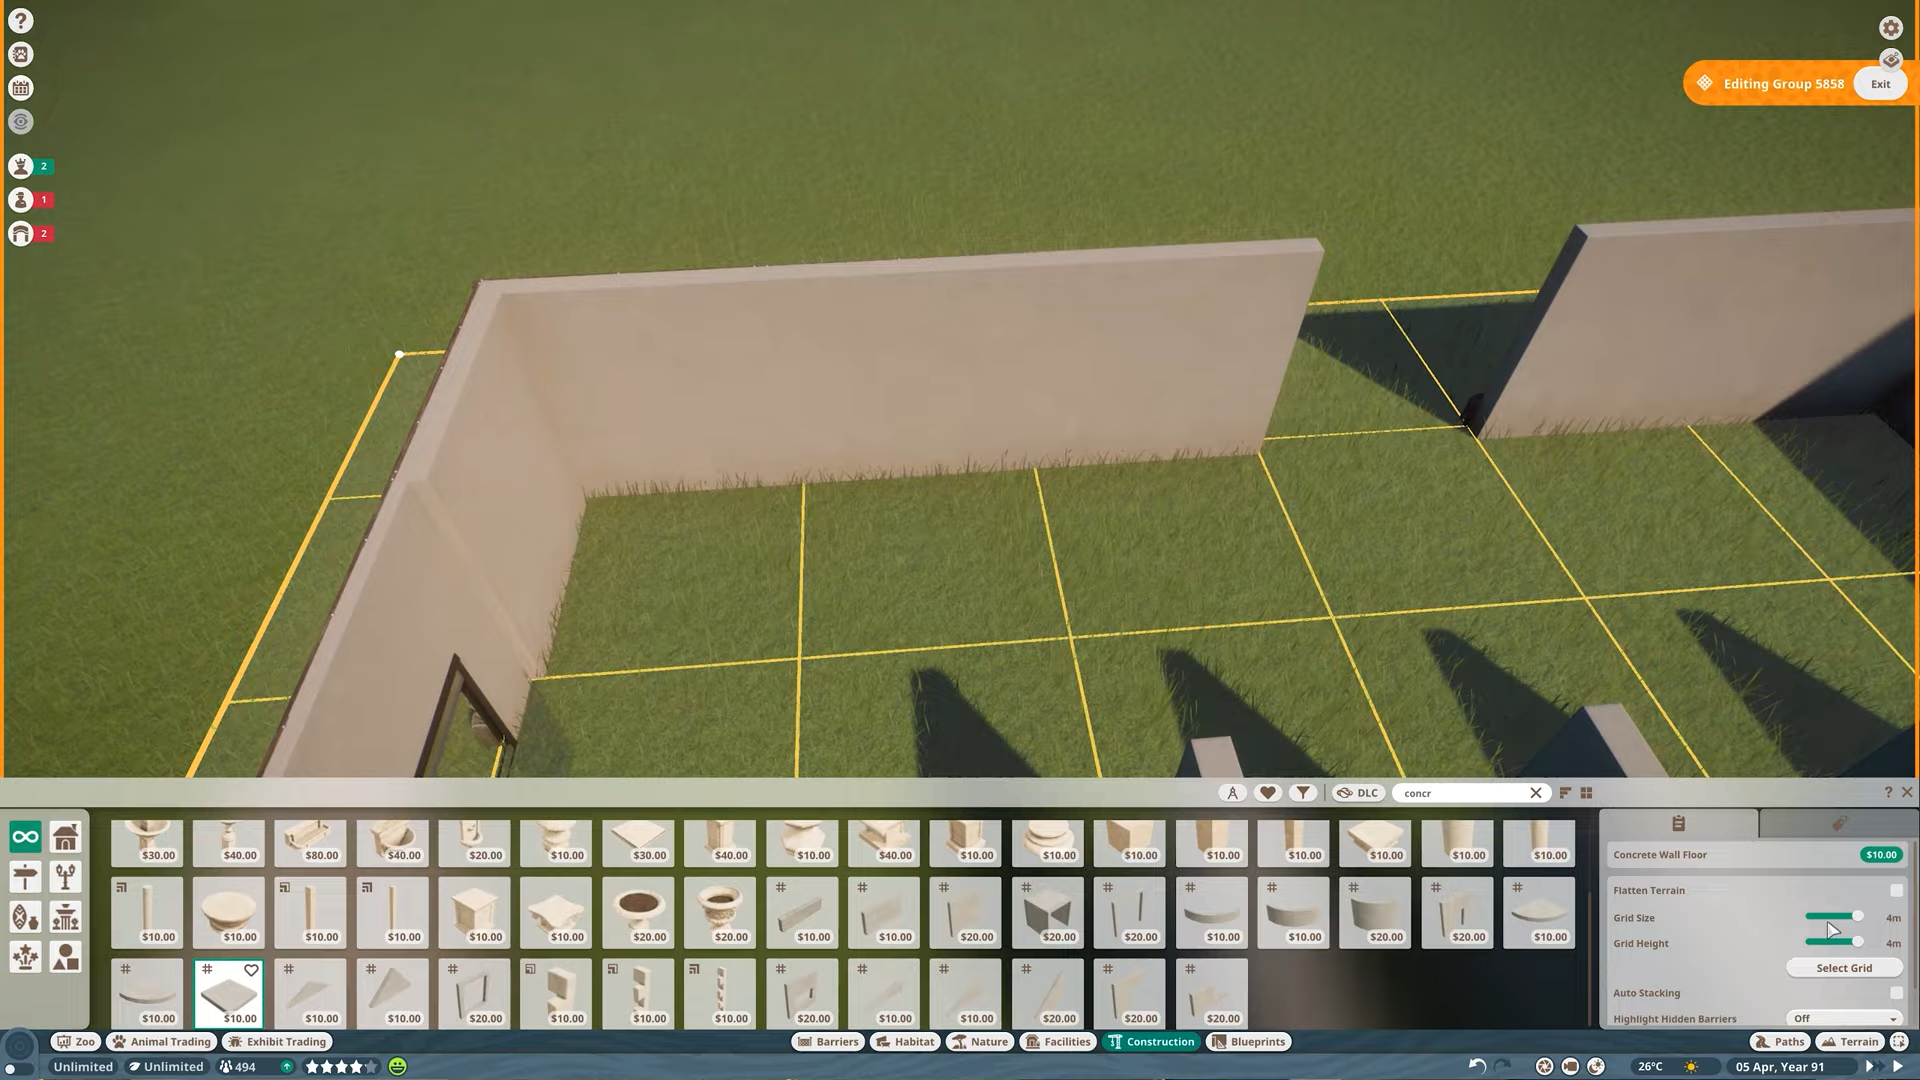 ?
2
1
2
Editing Group 5858 Exit
DLC concr
?
$30.00 $40.00 $80.00 $40.00 $20.00 $10.00 $30.00 $40.00 $10.00 $40.00 $10.00 $10.00 $10.00 $10.00 $10.00 $10.00 $10.00 $10.00
$10.00 $10.00 $10.00 $10.00 $10.00 $10.00 $20.00 $20.00 $10.00 $10.00 $20.00 $20.00 $20.00 $10.00 $10.00 $20.00 $20.00 $10.00
$10.00 $10.00 $10.00 $10.00 $20.00 $10.00 $10.00 $10.00 $20.00 $10.00 $10.00 $20.00 $20.00 $20.00
Concrete Wall Floor $10.00
Flatten Terrain
Grid Size 4m
Grid Height 4m
Select Grid
Auto Stacking
Highlight Hidden Barriers Off
Zoo Animal Trading Exhibit Trading Barriers Habitat Nature Facilities Construction Blueprints Paths Terrain
Unlimited Unlimited 494 26°C 05 Apr, Year 91